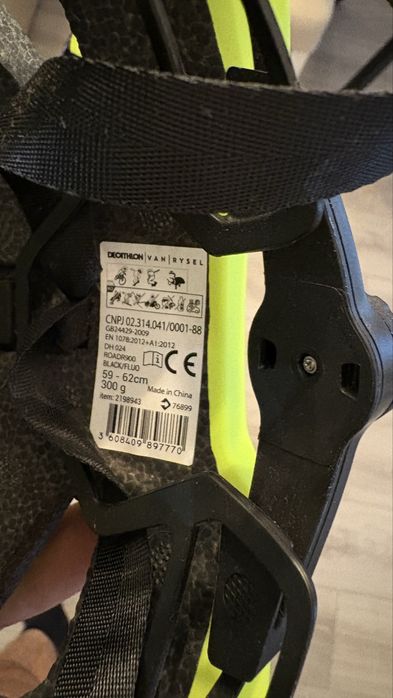 DECATHLON | VAN | RYSEL
CNPJ 02.314.041/0001-88
GB24429-2009
EN 1078:2012+A1:2012
DH 024
ROADR900
BLACK/FLUO
59 - 62cm
300 g
Made in China
item: 2198943
76899
CE
3 608409 897770